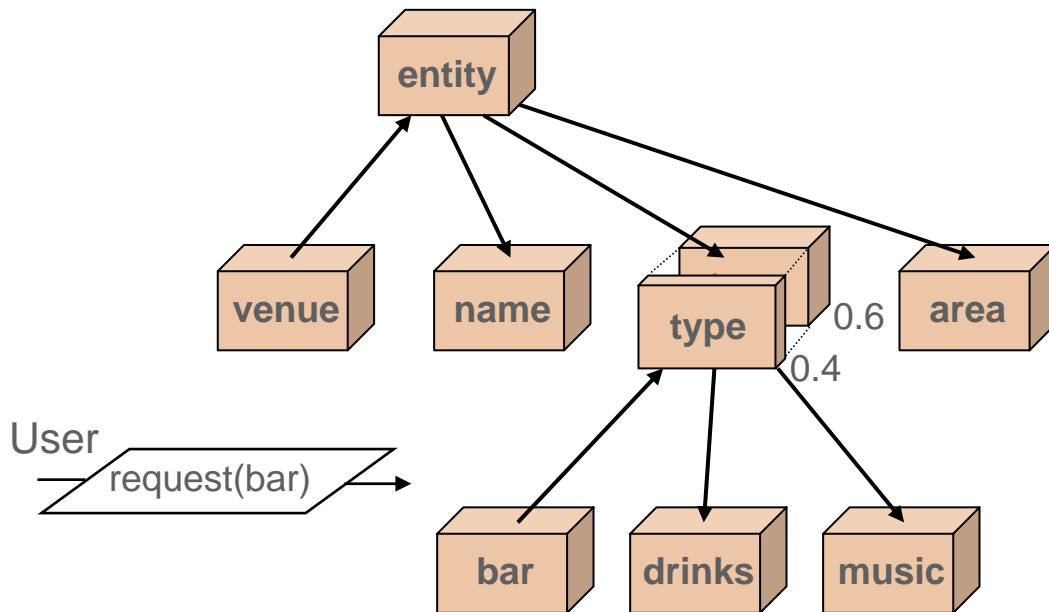 entity
venue
name
type
0.6
0.4
area
User
request(bar)
bar
drinks
music